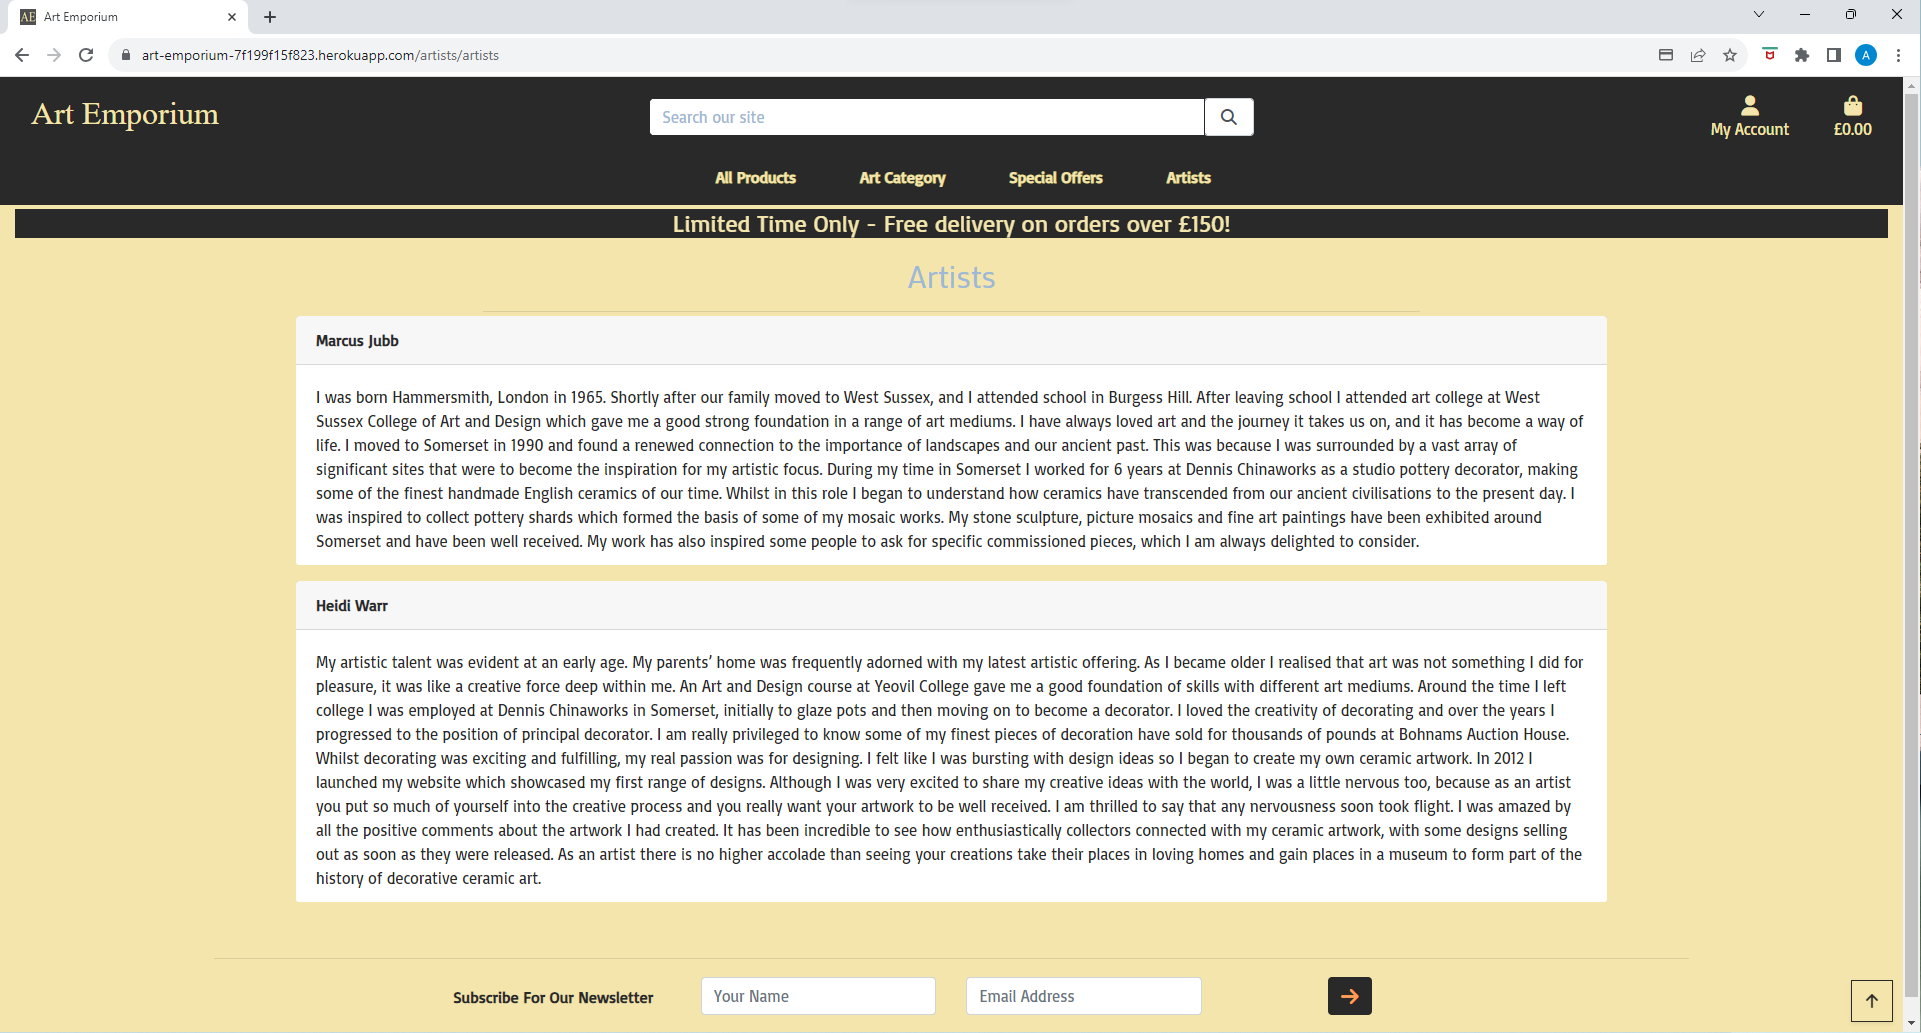 AE Art Emporium
art-emporium-7f199f15f823.herokuapp.com/artists/artists
A
Art Emporium
Search our site
My Account
£0.00
All Products
Art Category
Special Offers
Artists
Limited Time Only - Free delivery on orders over £150!
Artists
Marcus Jubb
I was born Hammersmith, London in 1965. Shortly after our family moved to West Sussex, and I attended school in Burgess Hill. After leaving school I attended art college at West
Sussex College of Art and Design which gave me a good strong foundation in a range of art mediums. I have always loved art and the journey it takes us on, and it has become a way of
life. I moved to Somerset in 1990 and found a renewed connection to the importance of landscapes and our ancient past. This was because I was surrounded by a vast array of
significant sites that were to become the inspiration for my artistic focus. During my time in Somerset I worked for 6 years at Dennis Chinaworks as a studio pottery decorator, making
some of the finest handmade English ceramics of our time. Whilst in this role I began to understand how ceramics have transcended from our ancient civilisations to the present day. I
was inspired to collect pottery shards which formed the basis of some of my mosaic works. My stone sculpture, picture mosaics and fine art paintings have been exhibited around
Somerset and have been well received. My work has also inspired some people to ask for specific commissioned pieces, which I am always delighted to consider.
Heidi Warr
My artistic talent was evident at an early age. My parents’ home was frequently adorned with my latest artistic offering. As I became older I realised that art was not something I did for
pleasure, it was like a creative force deep within me. An Art and Design course at Yeovil College gave me a good foundation of skills with different art mediums. Around the time I left
college I was employed at Dennis Chinaworks in Somerset, initially to glaze pots and then moving on to become a decorator. I loved the creativity of decorating and over the years I
progressed to the position of principal decorator. I am really privileged to know some of my finest pieces of decoration have sold for thousands of pounds at Bohnams Auction House.
Whilst decorating was exciting and fulfilling, my real passion was for designing. I felt like I was bursting with design ideas so I began to create my own ceramic artwork. In 2012 I
launched my website which showcased my first range of designs. Although I was very excited to share my creative ideas with the world, I was a little nervous too, because as an artist
you put so much of yourself into the creative process and you really want your artwork to be well received. I am thrilled to say that any nervousness soon took flight. I was amazed by
all the positive comments about the artwork I had created. It has been incredible to see how enthusiastically collectors connected with my ceramic artwork, with some designs selling
out as soon as they were released. As an artist there is no higher accolade than seeing your creations take their places in loving homes and gain places in a museum to form part of the
history of decorative ceramic art.
Subscribe For Our Newsletter
Your Name
Email Address